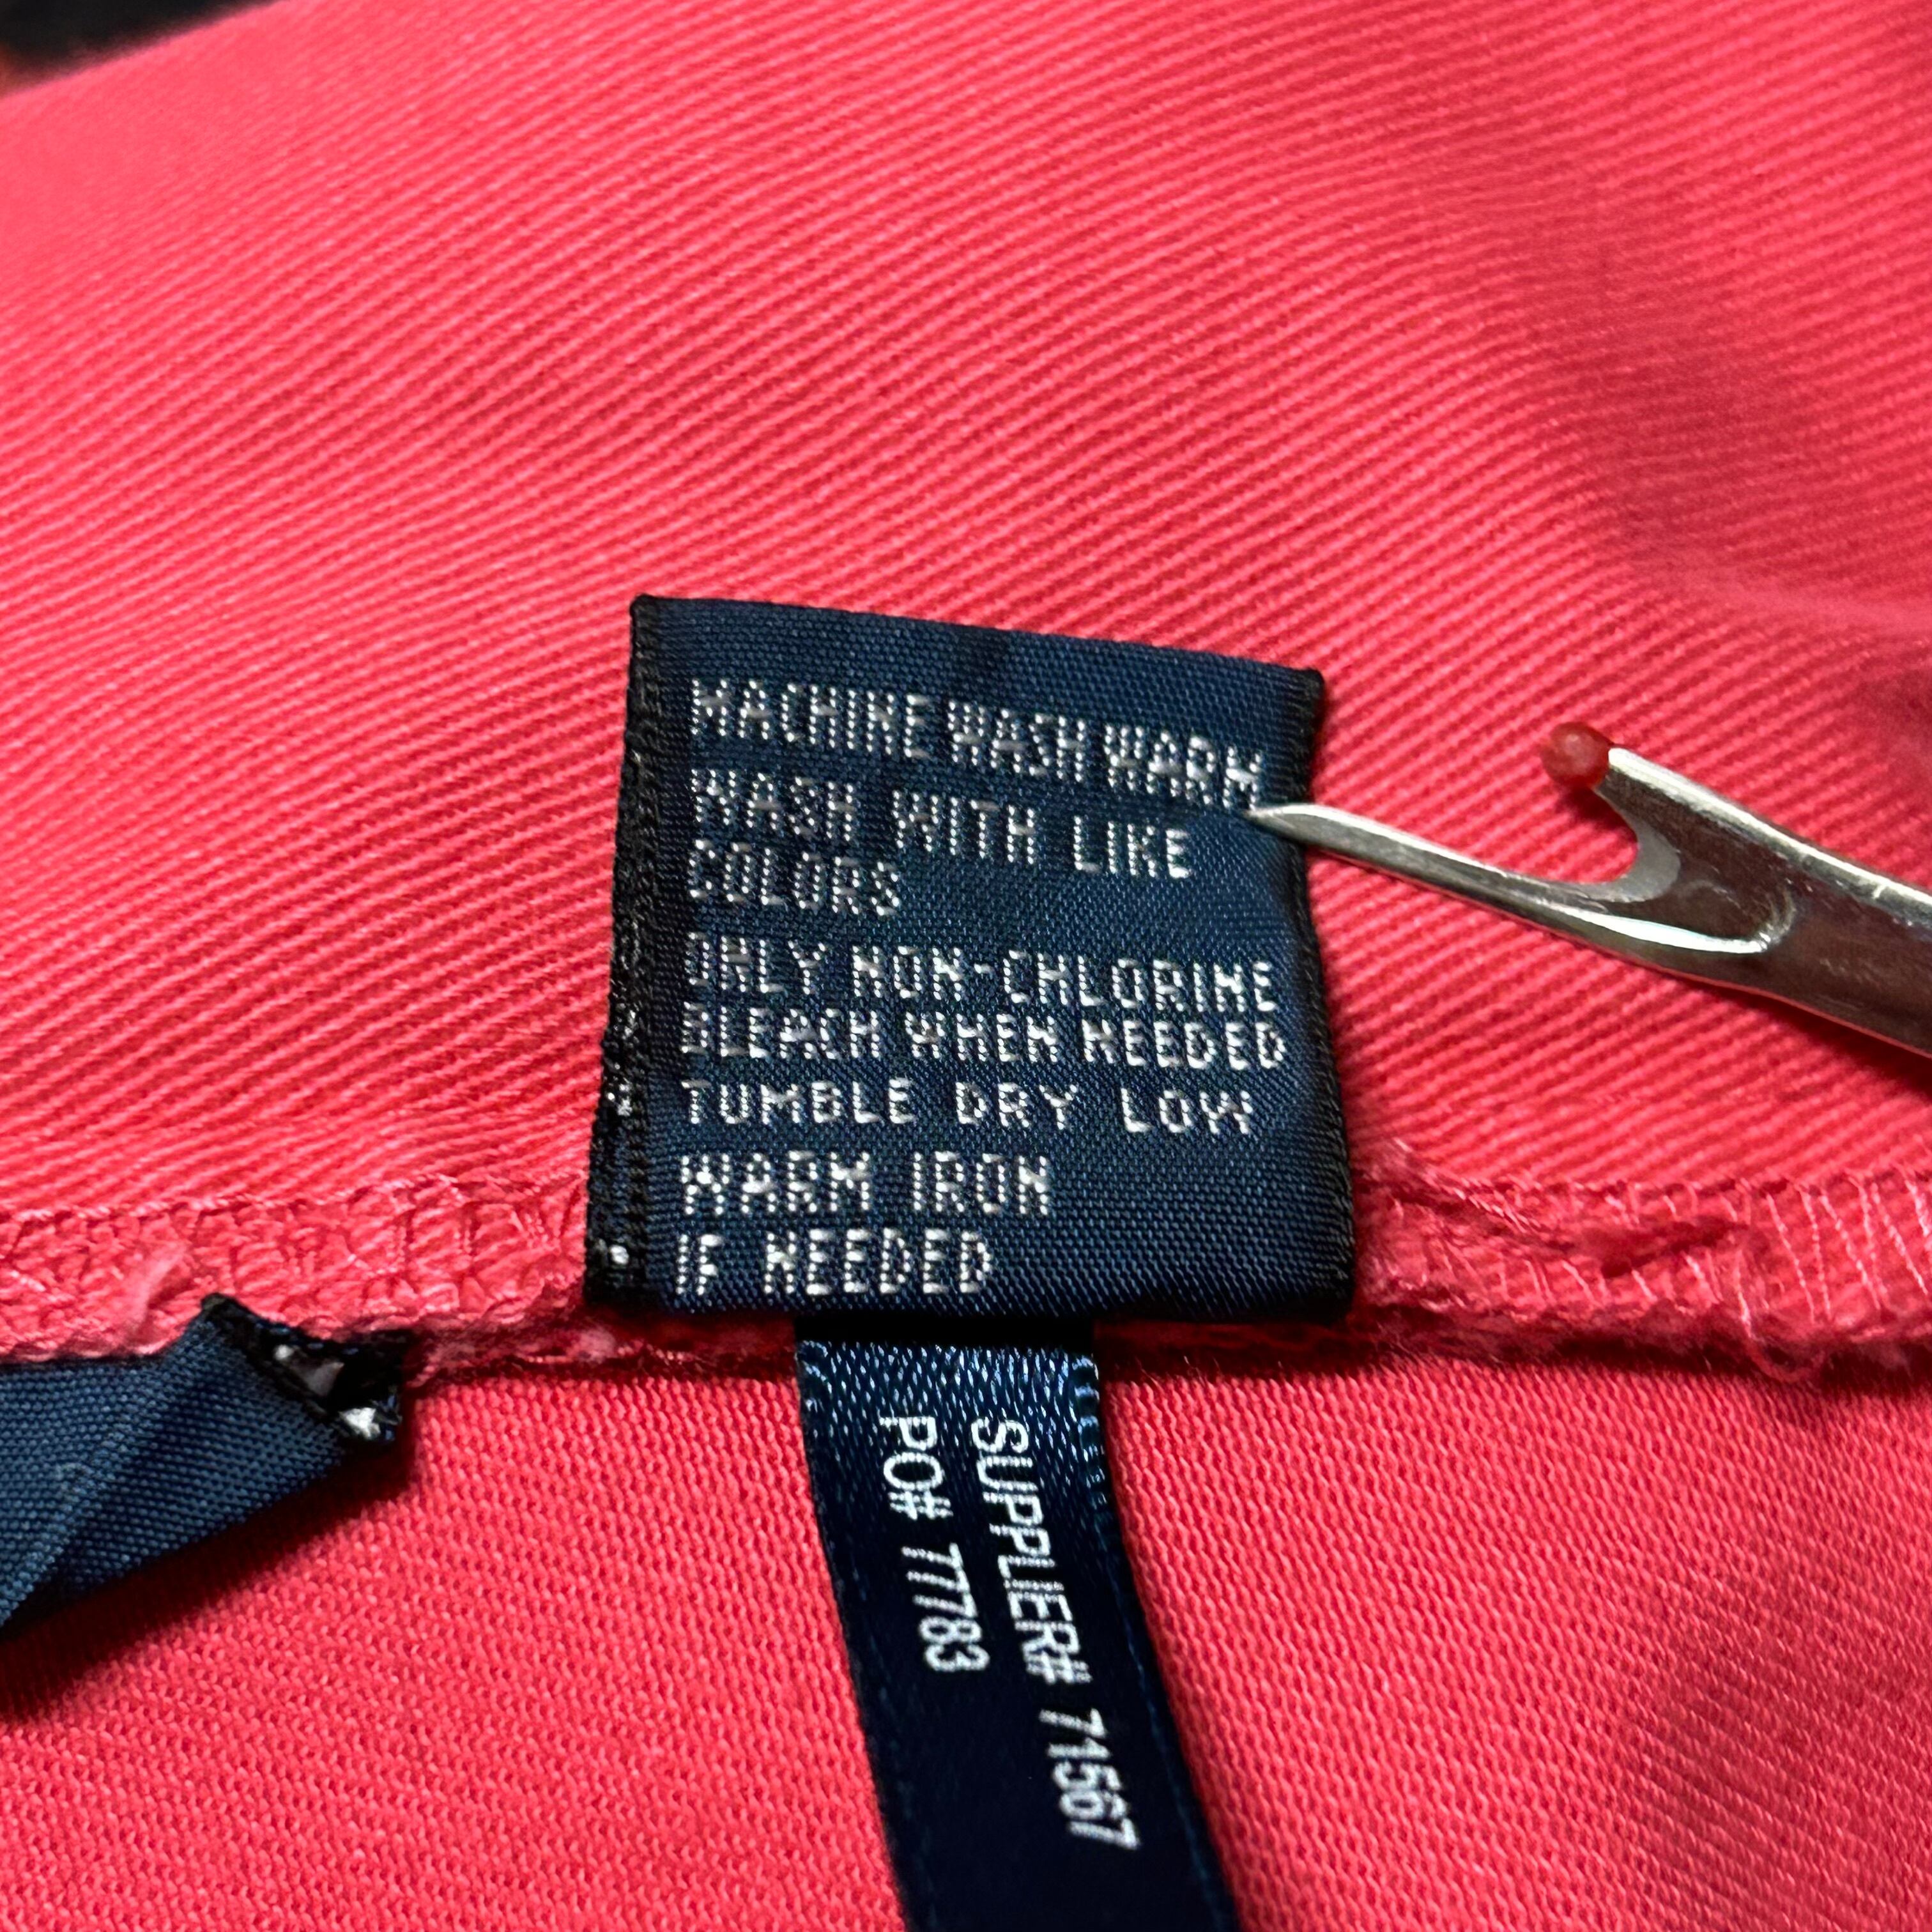 MACHINE WASH WARM
WASH WITH LIKE
COLORS
ONLY NON-CHLORINE
BLEACH WHEN NEEDED
TUMBLE DRY LOW
WARM IRON
IF NEEDED
SUPPLIER# 71567
PO# 77783